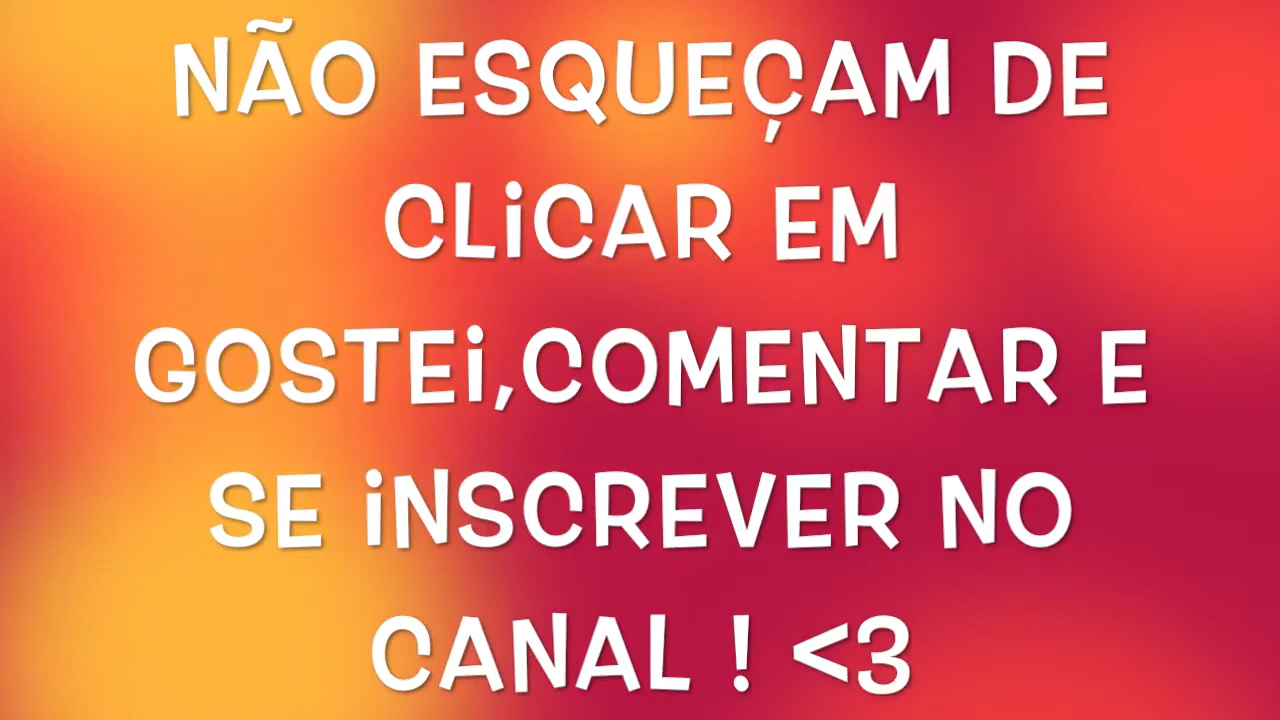 NÃO ESQUEÇAM DE
CLiCAR EM
GOSTEi,COMENTAR E
SE iNSCREVER NO
CANAL ! <3